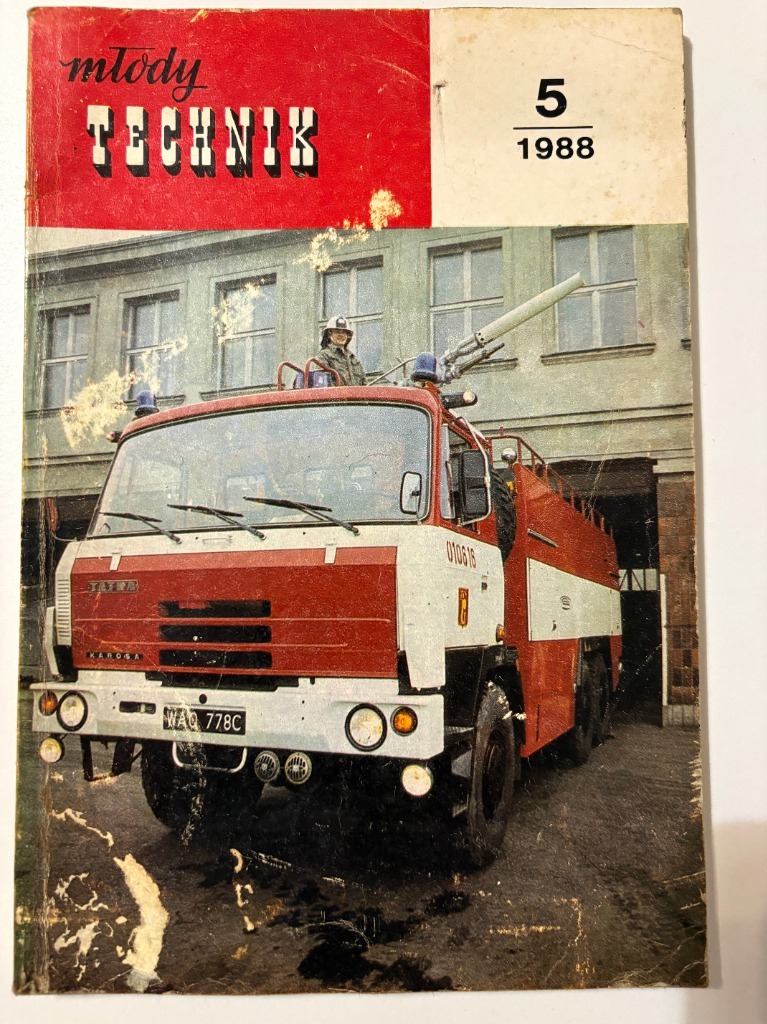 młody
TECHNIK
5
1988
010616
TATRA
KAROSA
WAO 778C